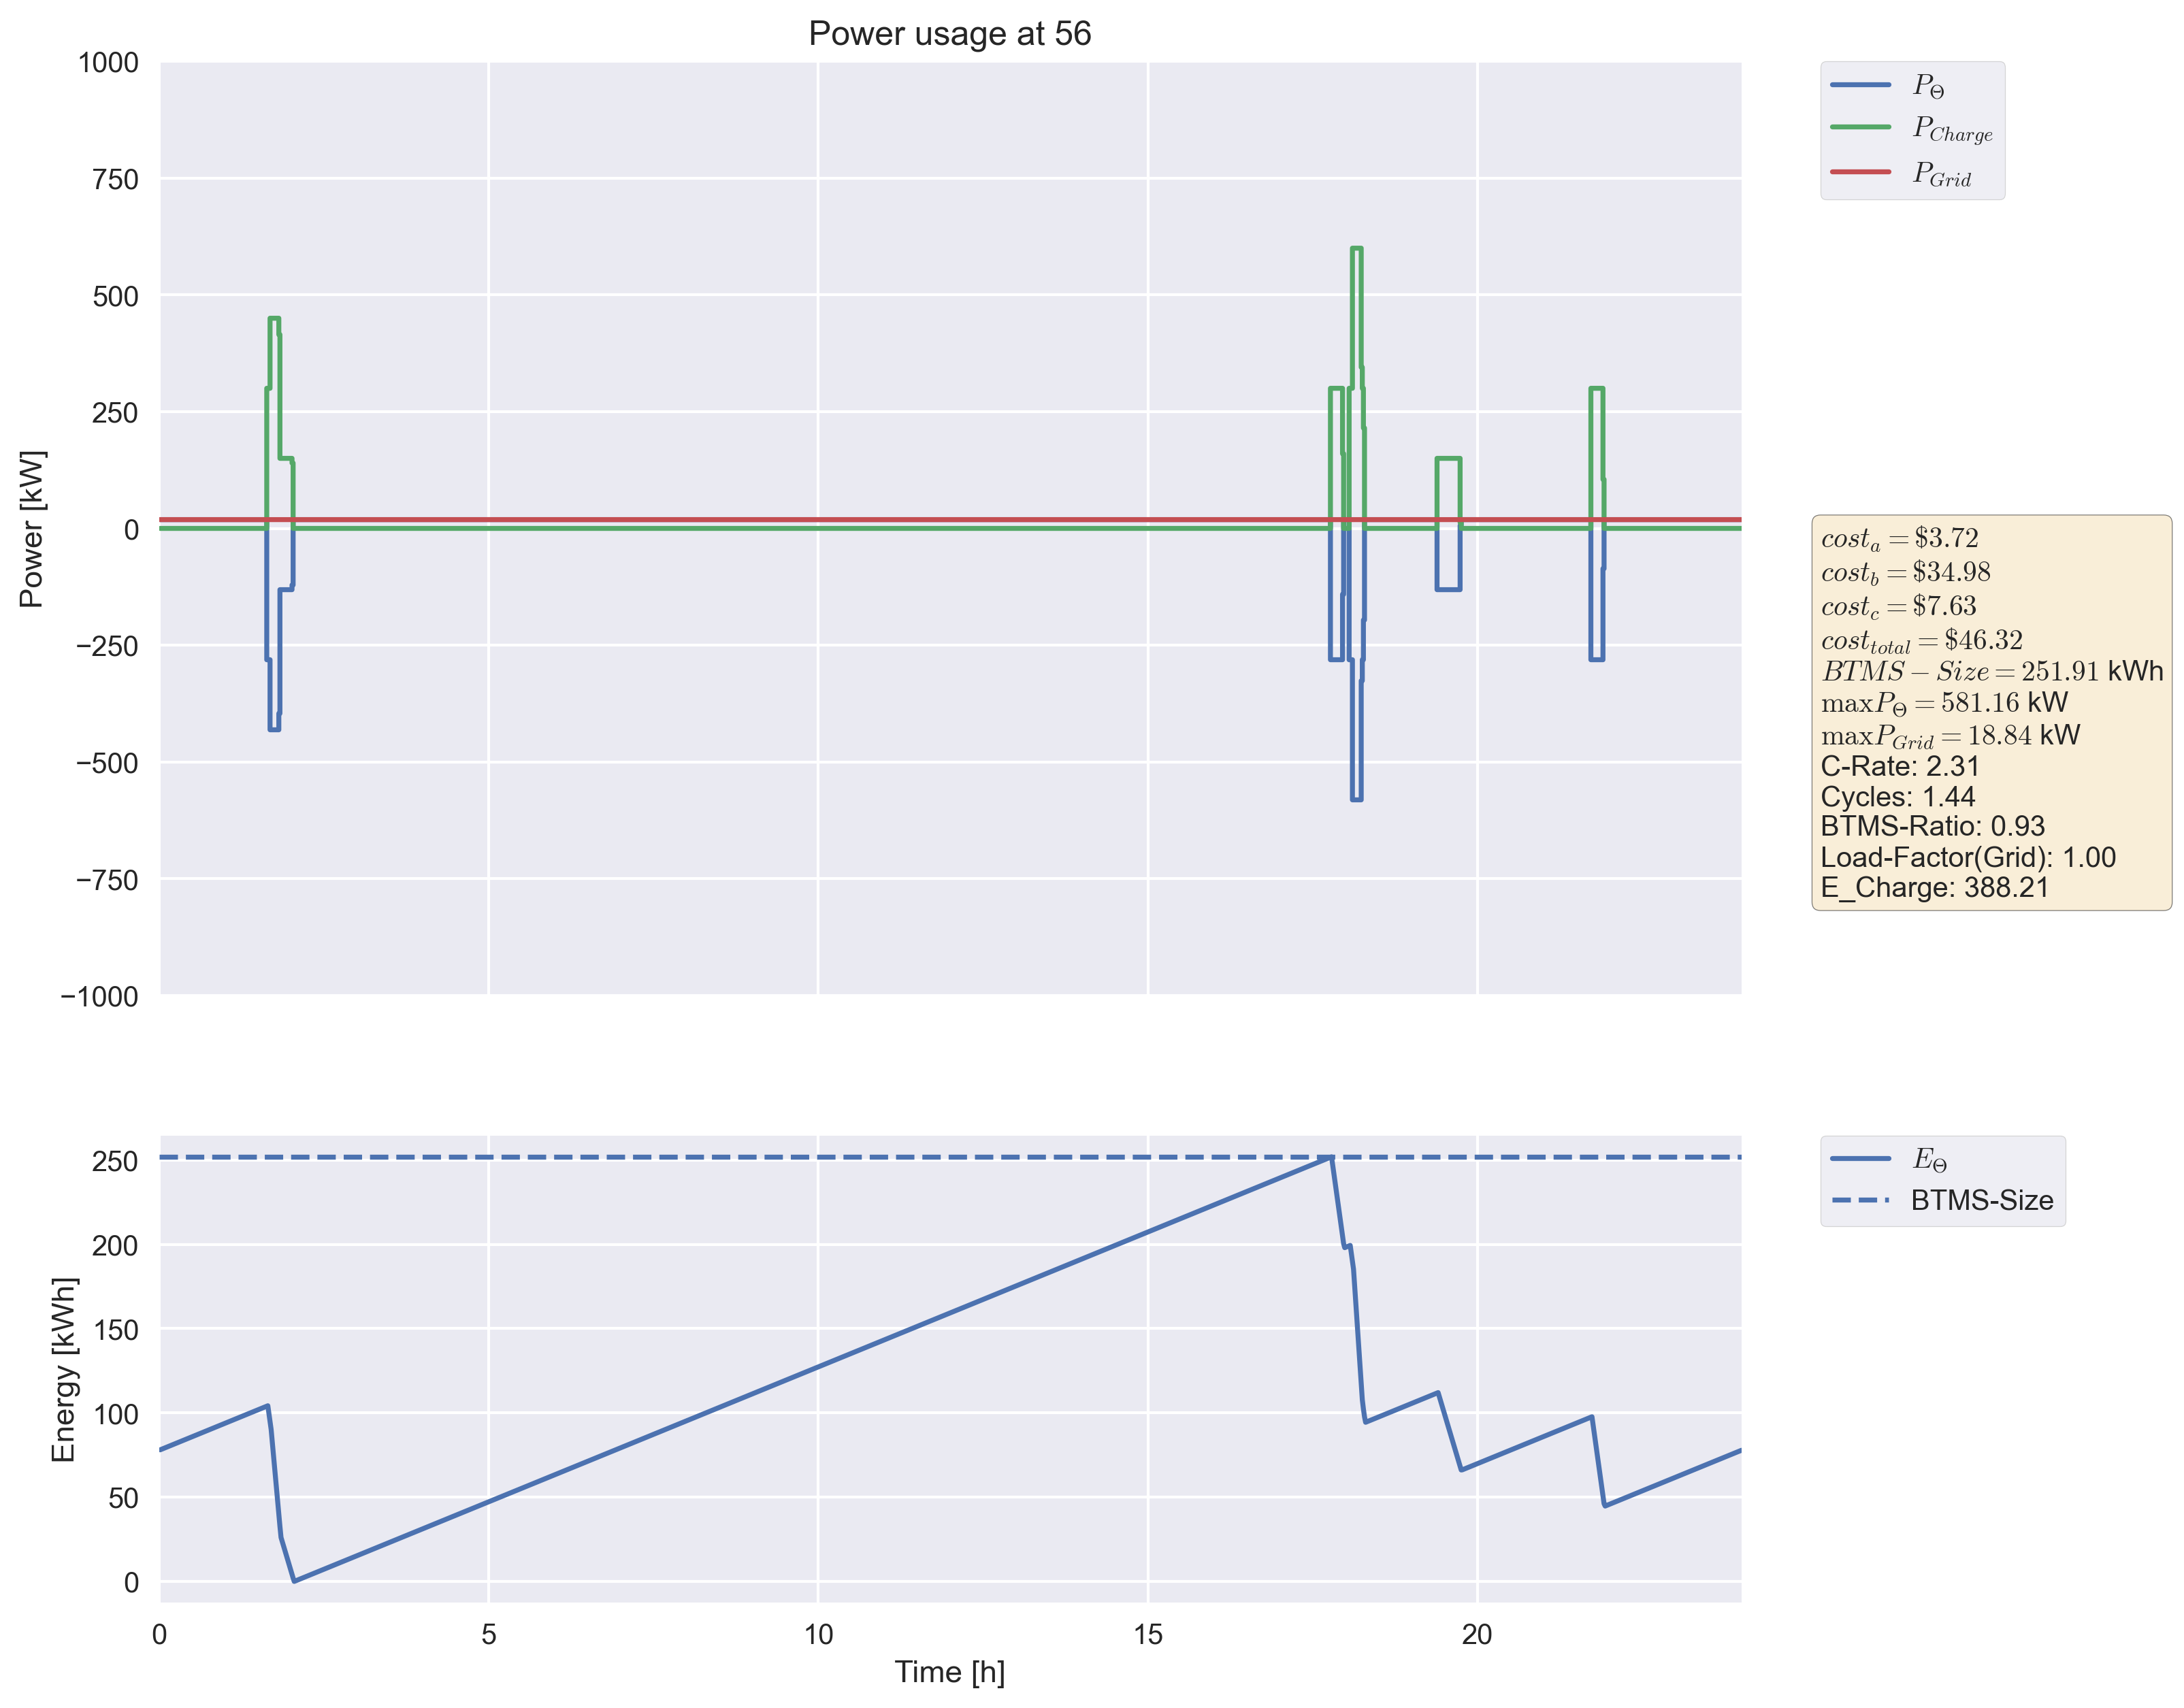 Power usage at 56
1000
750
500
250
0
−250
−500
−750
−1000
Power [kW]
P_Θ
P_Charge
P_Grid
cost_a = $3.72
cost_b = $34.98
cost_c = $7.63
cost_total = $46.32
BTMS − Size = 251.91 kWh
maxP_Θ = 581.16 kW
maxP_Grid = 18.84 kW
C-Rate: 2.31
Cycles: 1.44
BTMS-Ratio: 0.93
Load-Factor(Grid): 1.00
E_Charge: 388.21
250
200
150
100
50
0
Energy [kWh]
E_Θ
BTMS-Size
0 5 10 15 20
Time [h]